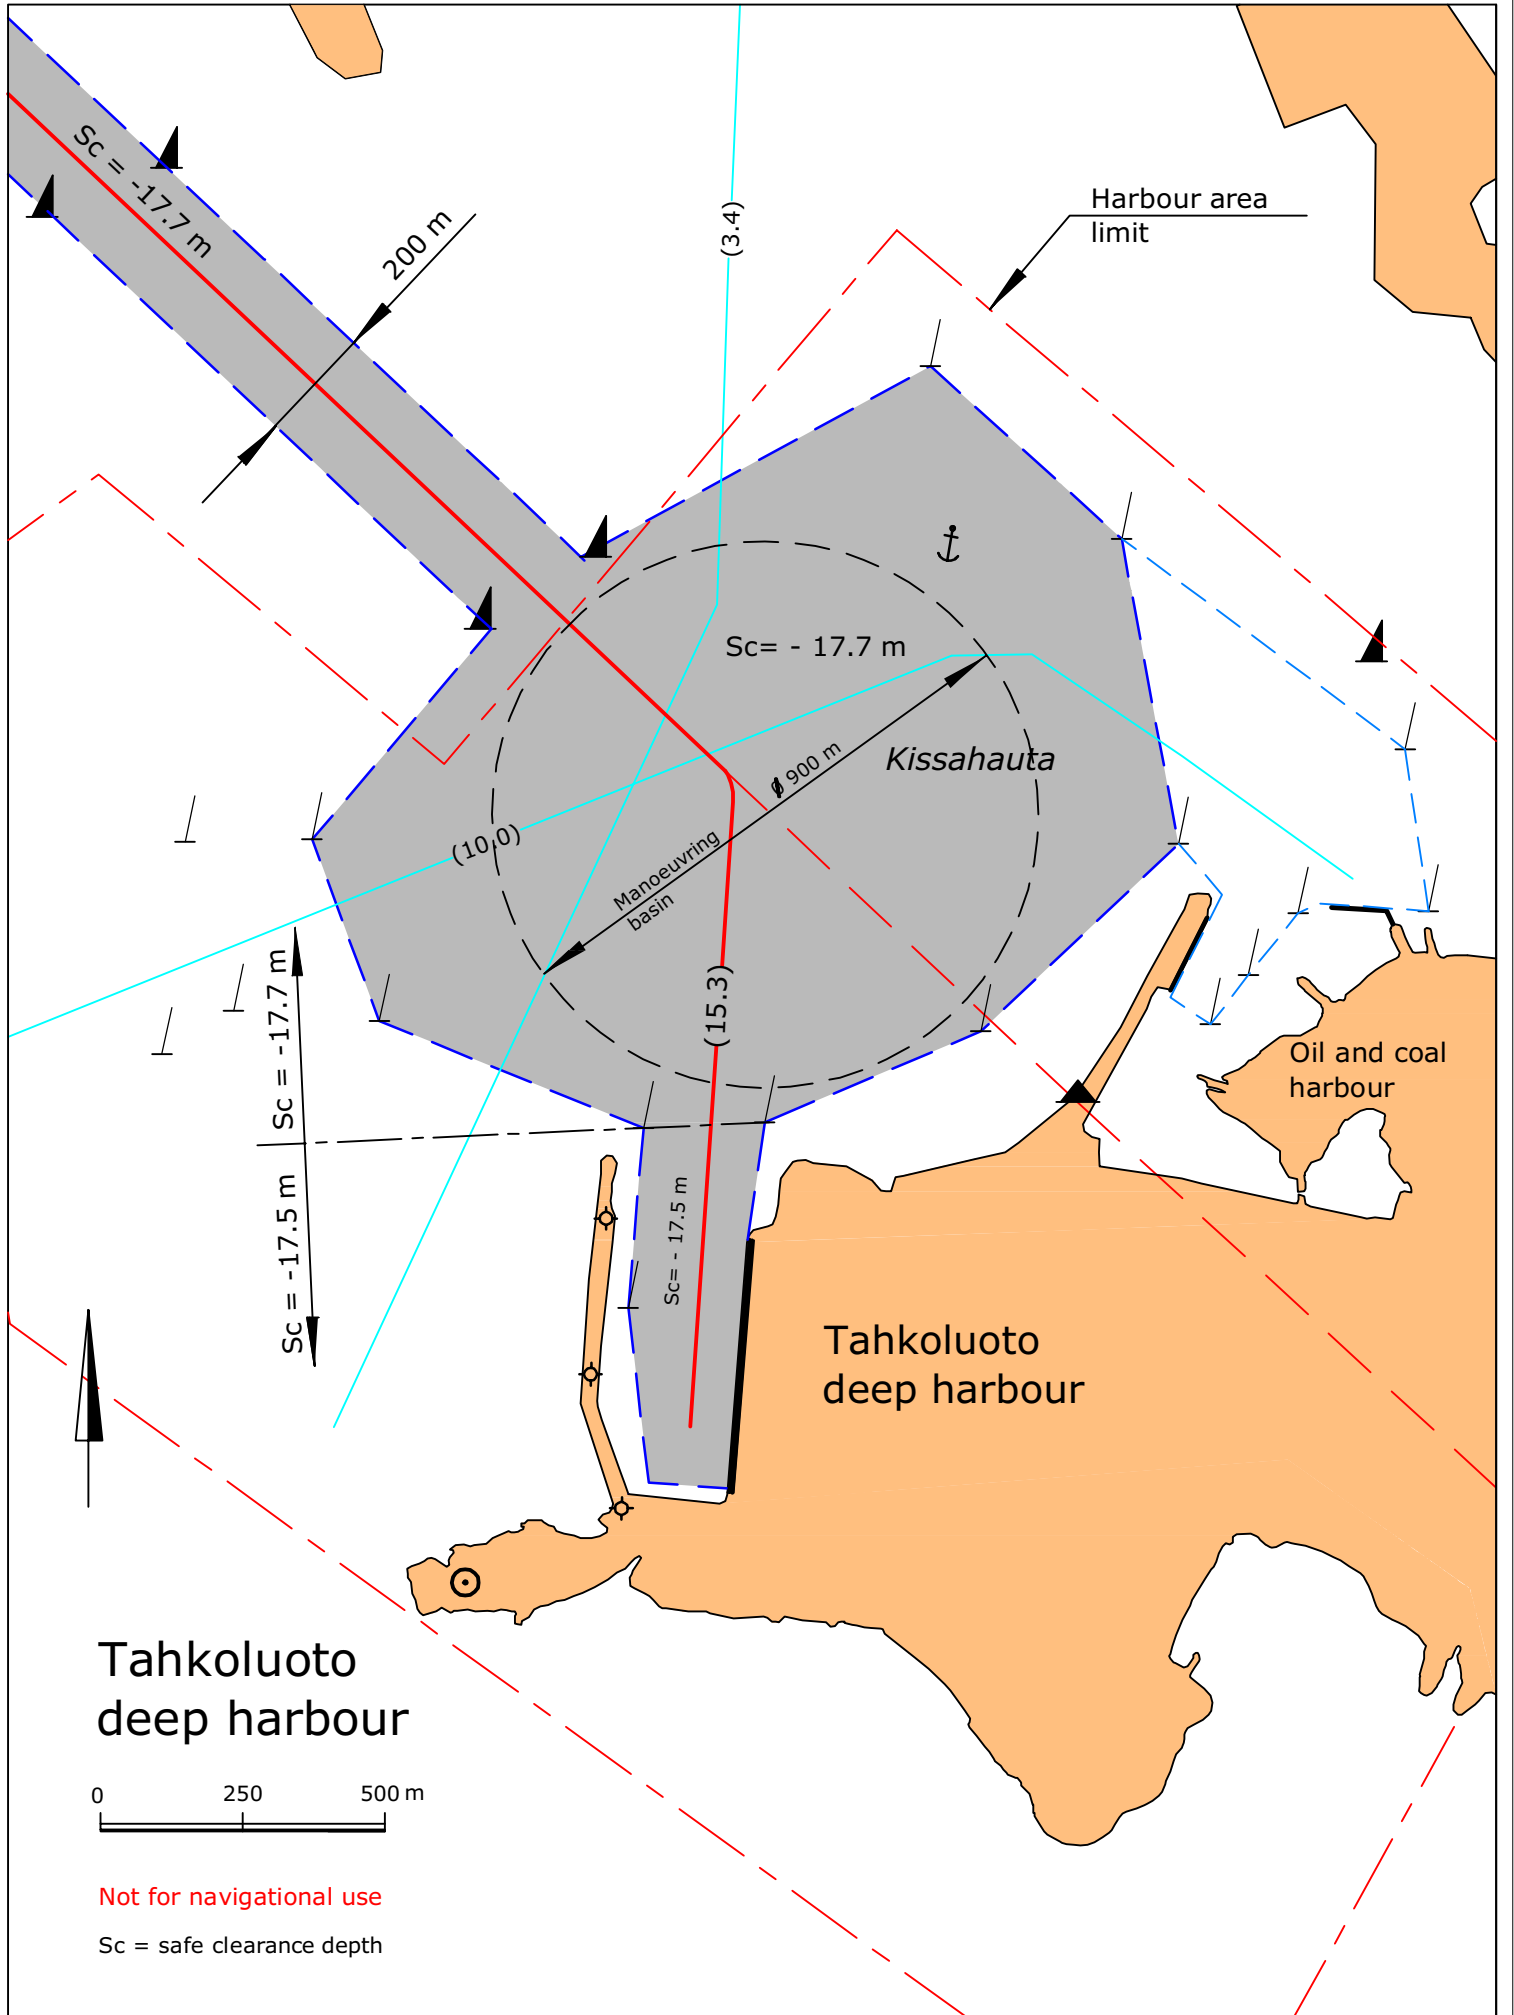 Sc = -17.7 m
200 m
(3.4)
Harbour area
limit
Sc= - 17.7 m
Kissahauta
ø 900 m
Manoeuvring
basin
(10.0)
(15.3)
Sc = -17.7 m
Sc = -17.5 m
Sc= - 17.5 m
Oil and coal
harbour
Tahkoluoto
deep harbour
Tahkoluoto
deep harbour
0 250 500 m
Not for navigational use
Sc = safe clearance depth